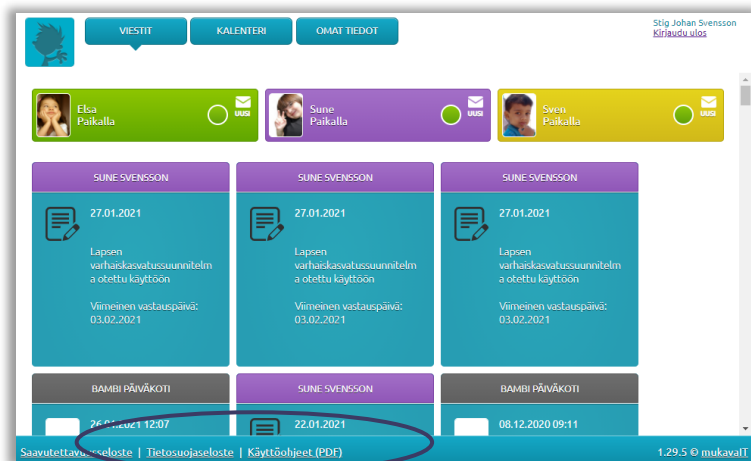 VIESTIT
KALENTERI
OMAT TIEDOT
Stig Johan Svensson
Kirjaudu ulos
Elsa
Paikalla
UUSI
Sune
Paikalla
UUSI
Sven
Paikalla
UUSI
SUNE SVENSSON
27.01.2021
Lapsen
varhaiskasvatussuunnitelm
a otettu käyttöön
Viimeinen vastauspäivä:
03.02.2021
SUNE SVENSSON
27.01.2021
Lapsen
varhaiskasvatussuunnitelm
a otettu käyttöön
Viimeinen vastauspäivä:
03.02.2021
SUNE SVENSSON
27.01.2021
Lapsen
varhaiskasvatussuunnitelm
a otettu käyttöön
Viimeinen vastauspäivä:
03.02.2021
BAMBI PÄIVÄKOTI
26.01.2021 12:07
SUNE SVENSSON
22.01.2021
BAMBI PÄIVÄKOTI
08.12.2020 09:11
Saavutettavuusseloste | Tietosuojaseloste | Käyttöohjeet (PDF)
1.29.5 © mukavaIT